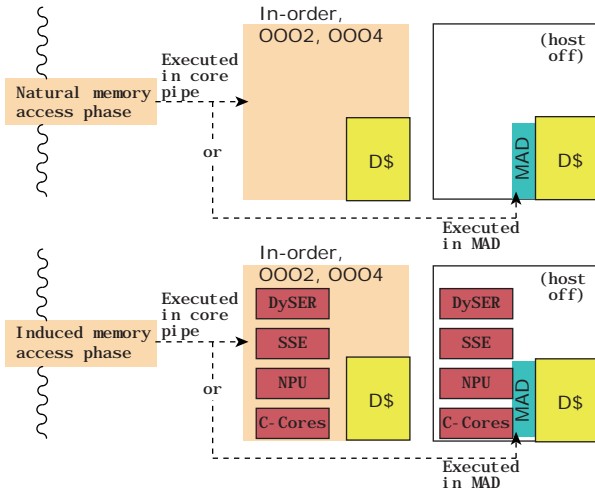 In-order,
OOO2, OOO4
(host
off)
Executed
in core
pipe
Natural memory
access phase
or
D$
MAD
D$
Executed
in MAD
In-order,
OOO2, OOO4
(host
off)
Executed
in core
pipe
DySER
DySER
Induced memory
access phase
SSE
SSE
or
NPU
NPU
D$
MAD
D$
C-Cores
C-Cores
Executed
in MAD